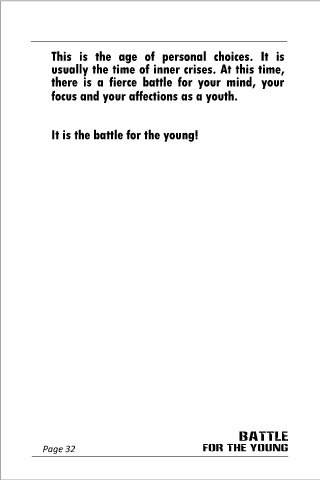 This is the age of personal choices. It is
usually the time of inner crises. At this time,
there is a fierce battle for your mind, your
focus and your affections as a youth.
It is the battle for the young!
BATTLE
Page 32
FOR THE YOUNG